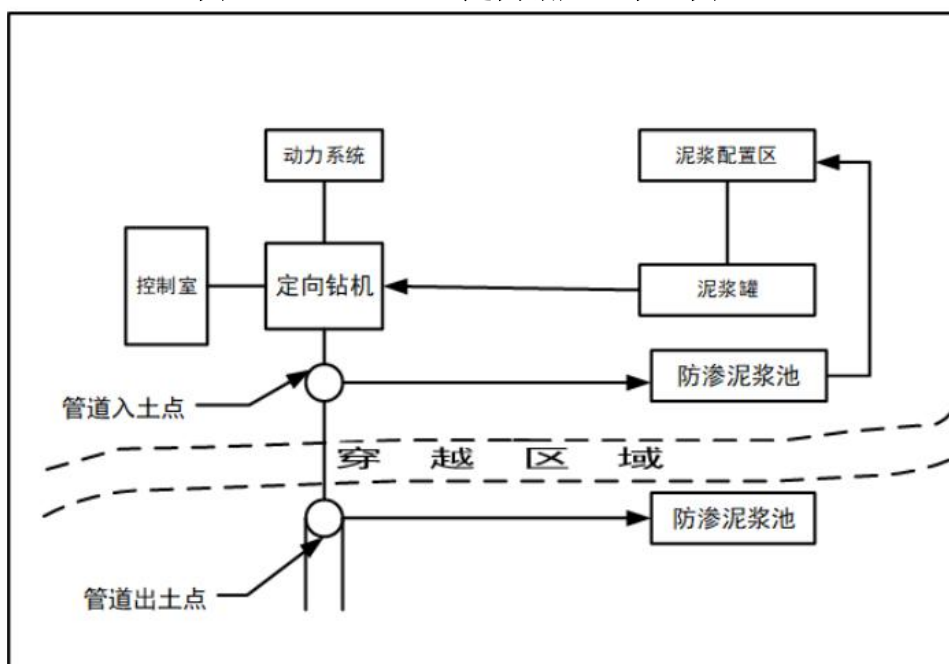 动力系统
泥浆配置区
控制室
定向钻机
泥浆罐
防渗泥浆池
管道入土点
穿越区域
防渗泥浆池
管道出土点